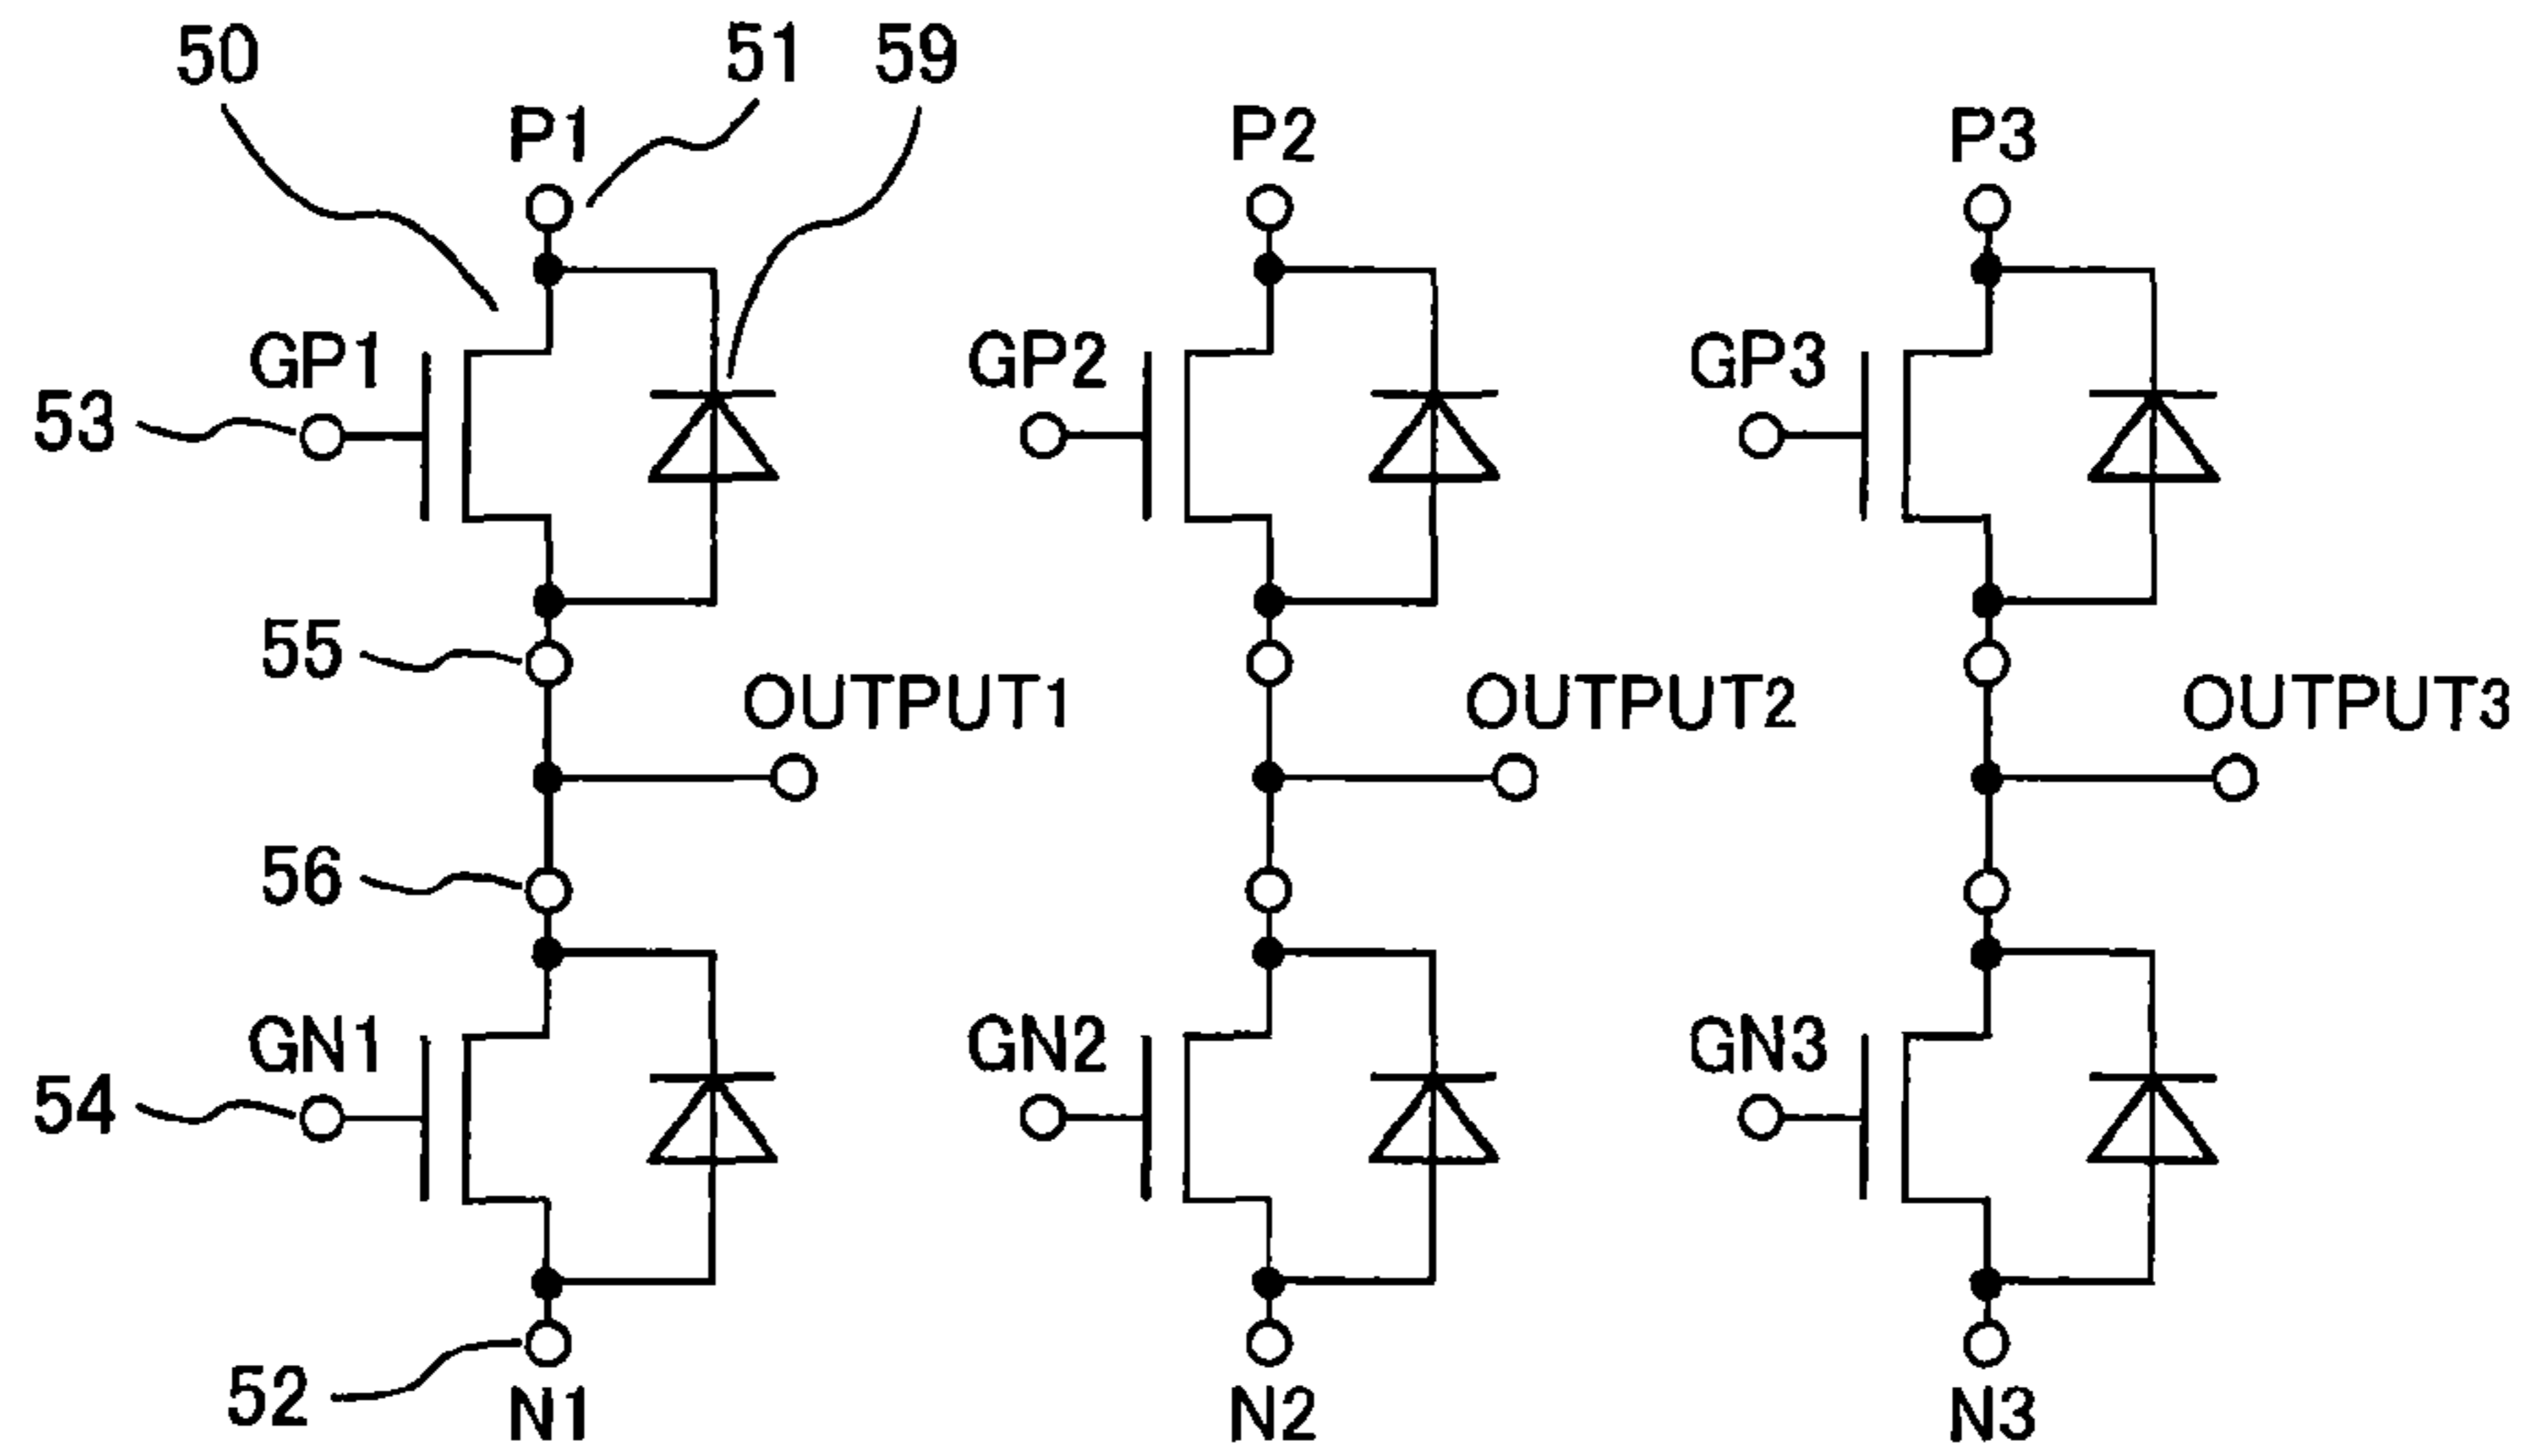 50 51 59
P1 P2 P3
GP1 GP2 GP3
53
55
OUTPUT1 OUTPUT2 OUTPUT3
56
GN1 GN2 GN3
54
52
N1 N2 N3